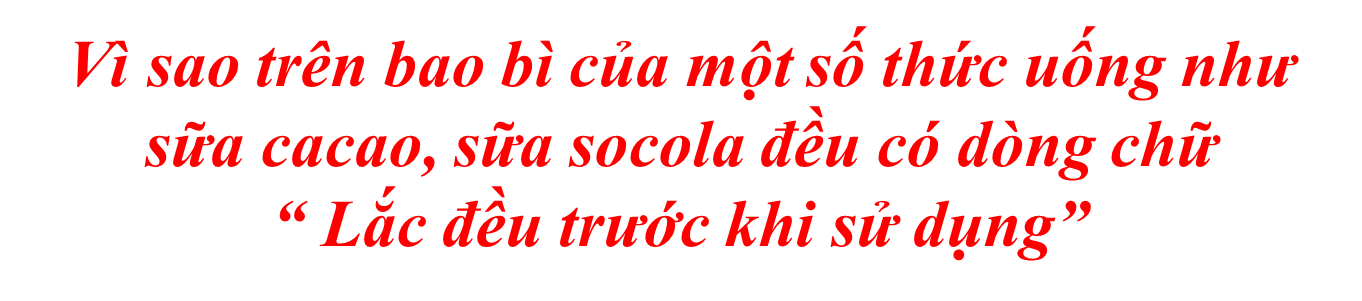 Vì sao trên bao bì của một số thức uống như
sữa cacao, sữa socola đều có dòng chữ
“ Lắc đều trước khi sử dụng”